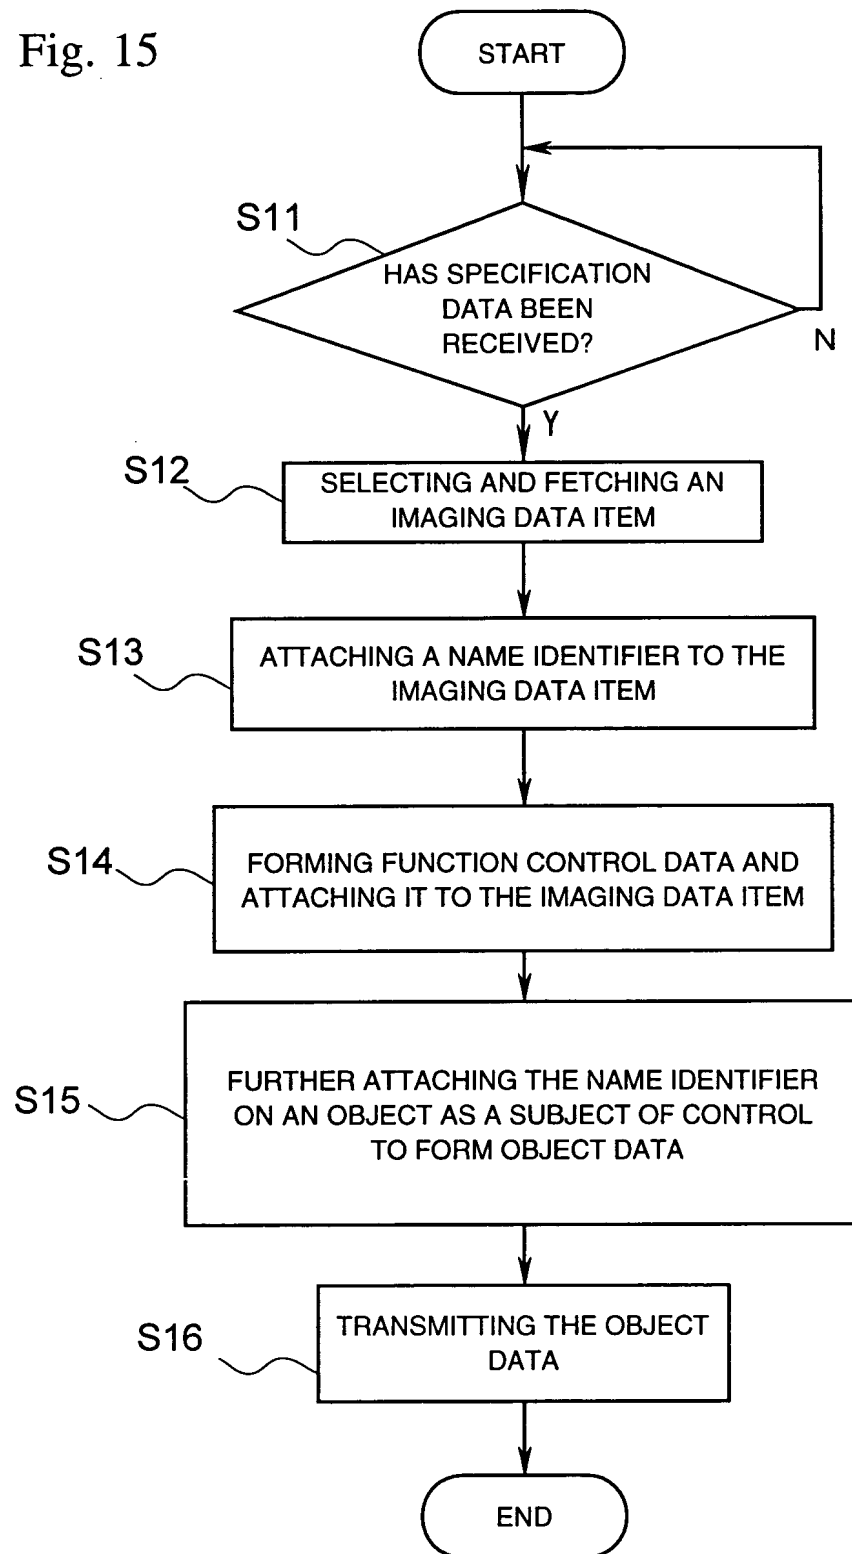 Fig. 15
START
S11
HAS SPECIFICATION
DATA BEEN
RECEIVED?
N
Y
S12
SELECTING AND FETCHING AN
IMAGING DATA ITEM
S13
ATTACHING A NAME IDENTIFIER TO THE
IMAGING DATA ITEM
S14
FORMING FUNCTION CONTROL DATA AND
ATTACHING IT TO THE IMAGING DATA ITEM
S15
FURTHER ATTACHING THE NAME IDENTIFIER
ON AN OBJECT AS A SUBJECT OF CONTROL
TO FORM OBJECT DATA
S16
TRANSMITTING THE OBJECT
DATA
END